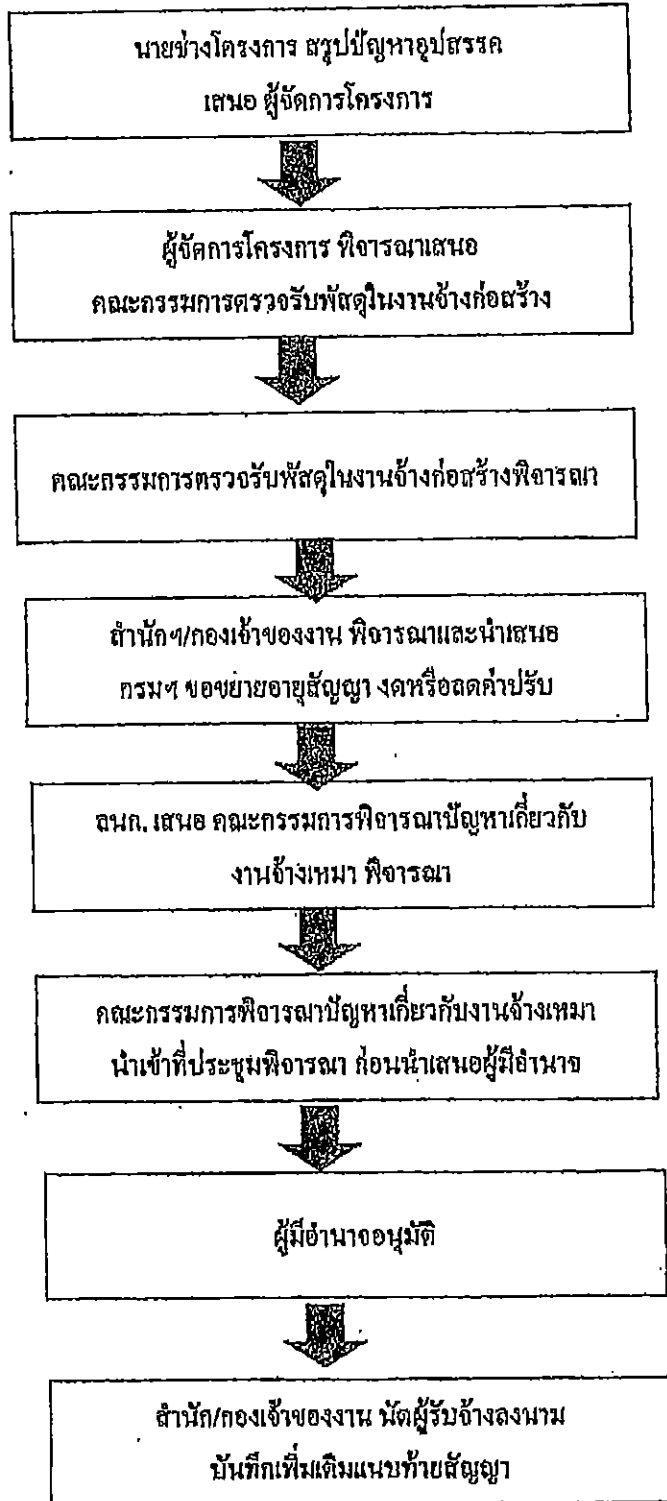 นายช่างโครงการ สรุปปัญหาอุปสรรค
เสนอ ผู้จัดการโครงการ
ผู้จัดการโครงการ พิจารณาเสนอ
คณะกรรมการตรวจรับพัสดุในงานจ้างก่อสร้าง
คณะกรรมการตรวจรับพัสดุในงานจ้างก่อสร้างพิจารณา
สำนักฯ/กองเจ้าของงาน พิจารณาและนำเสนอ
กรมฯ ขอขยายอายุสัญญา งดหรือลดค่าปรับ
ลนก. เสนอ คณะกรรมการพิจารณาปัญหาเกี่ยวกับ
งานจ้างเหมา พิจารณา
คณะกรรมการพิจารณาปัญหาเกี่ยวกับงานจ้างเหมา
นำเข้าที่ประชุมพิจารณา ก่อนนำเสนอผู้มีอำนาจ
ผู้มีอำนาจอนุมัติ
สำนัก/กองเจ้าของงาน นัดผู้รับจ้างลงนาม
บันทึกเพิ่มเติมแนบท้ายสัญญา